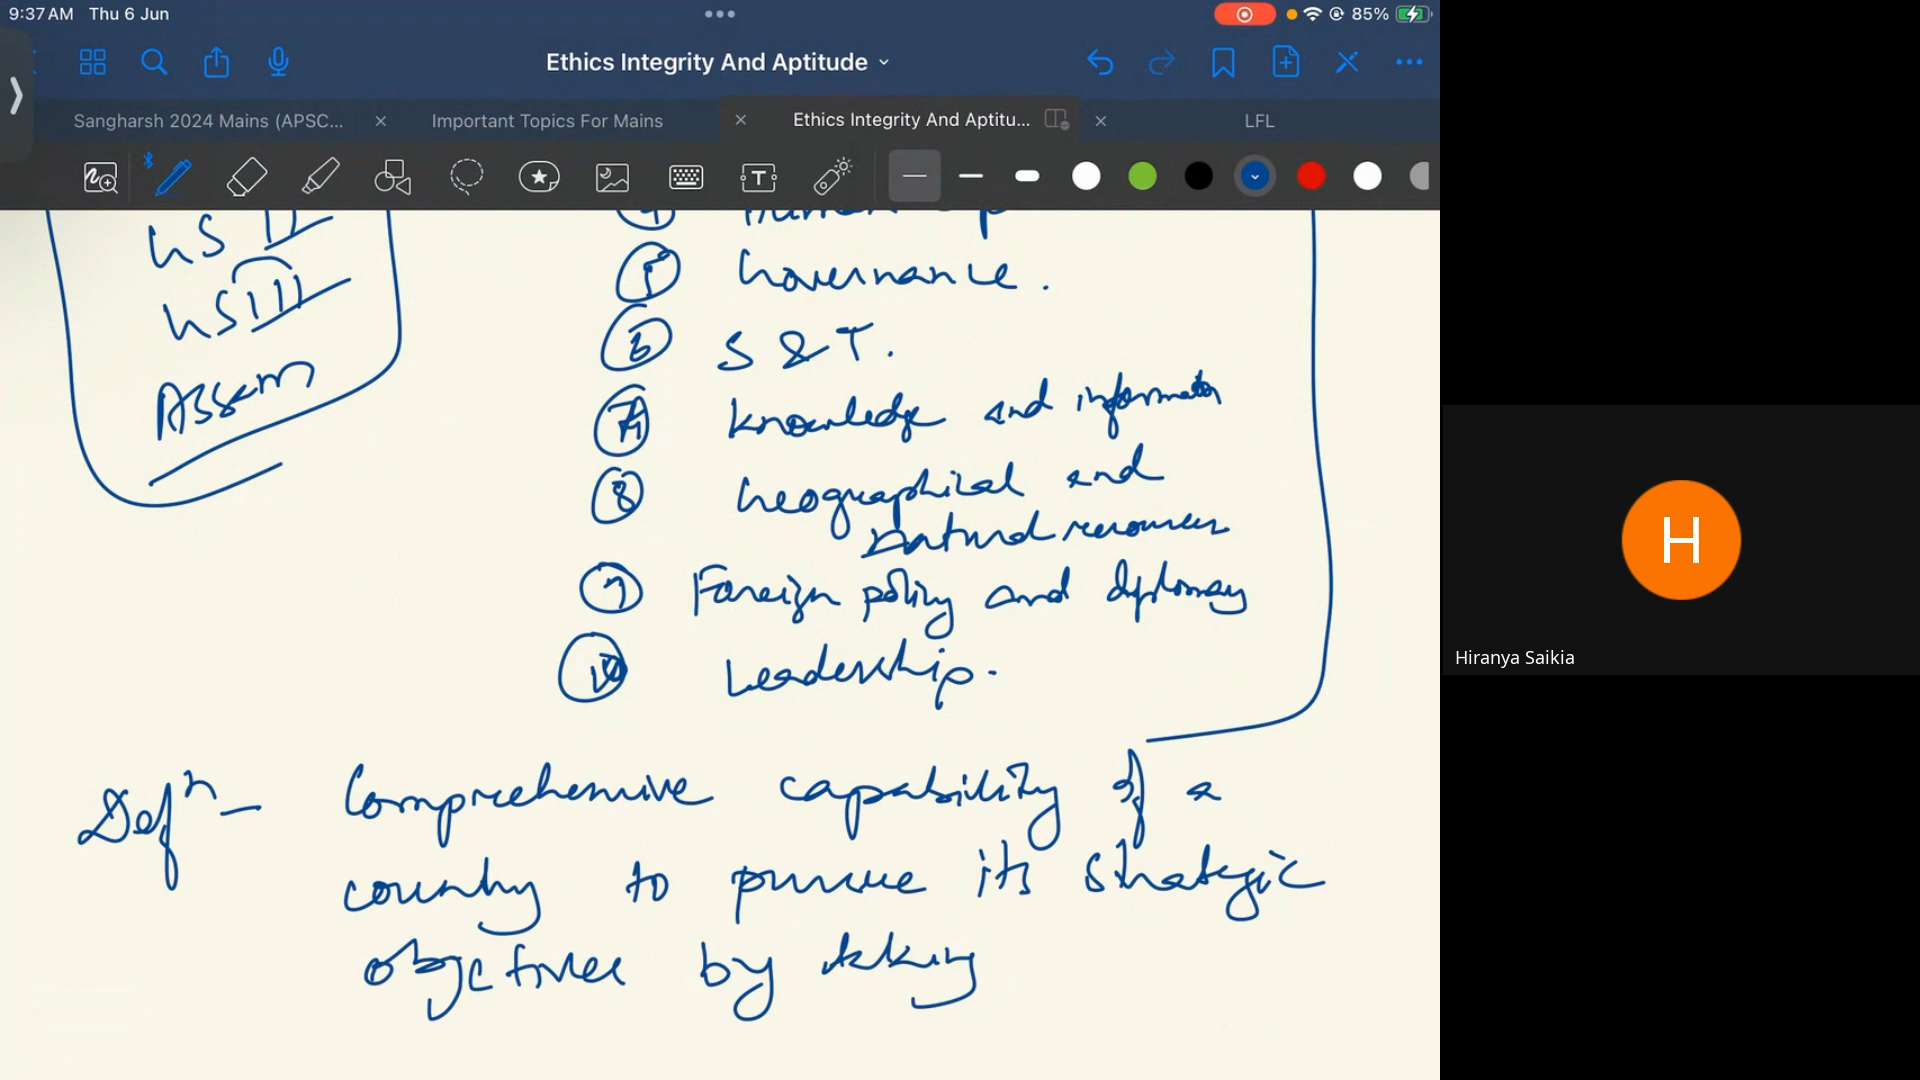 9:37 AM Thu 6 Jun
85%
Ethics Integrity And Aptitude
Sangharsh 2024 Mains (APSC...
Important Topics For Mains
Ethics Integrity And Aptitu...
LFL
GS II
GS III
Assam
5 Governance.
6 S & T.
7 Knowledge and information
8 Geographical and
natural resources
9 Foreign policy and diplomacy
10 Leadership.
Defn - Comprehensive capability of a
country to pursue its strategic
objectives by taking
H
Hiranya Saikia